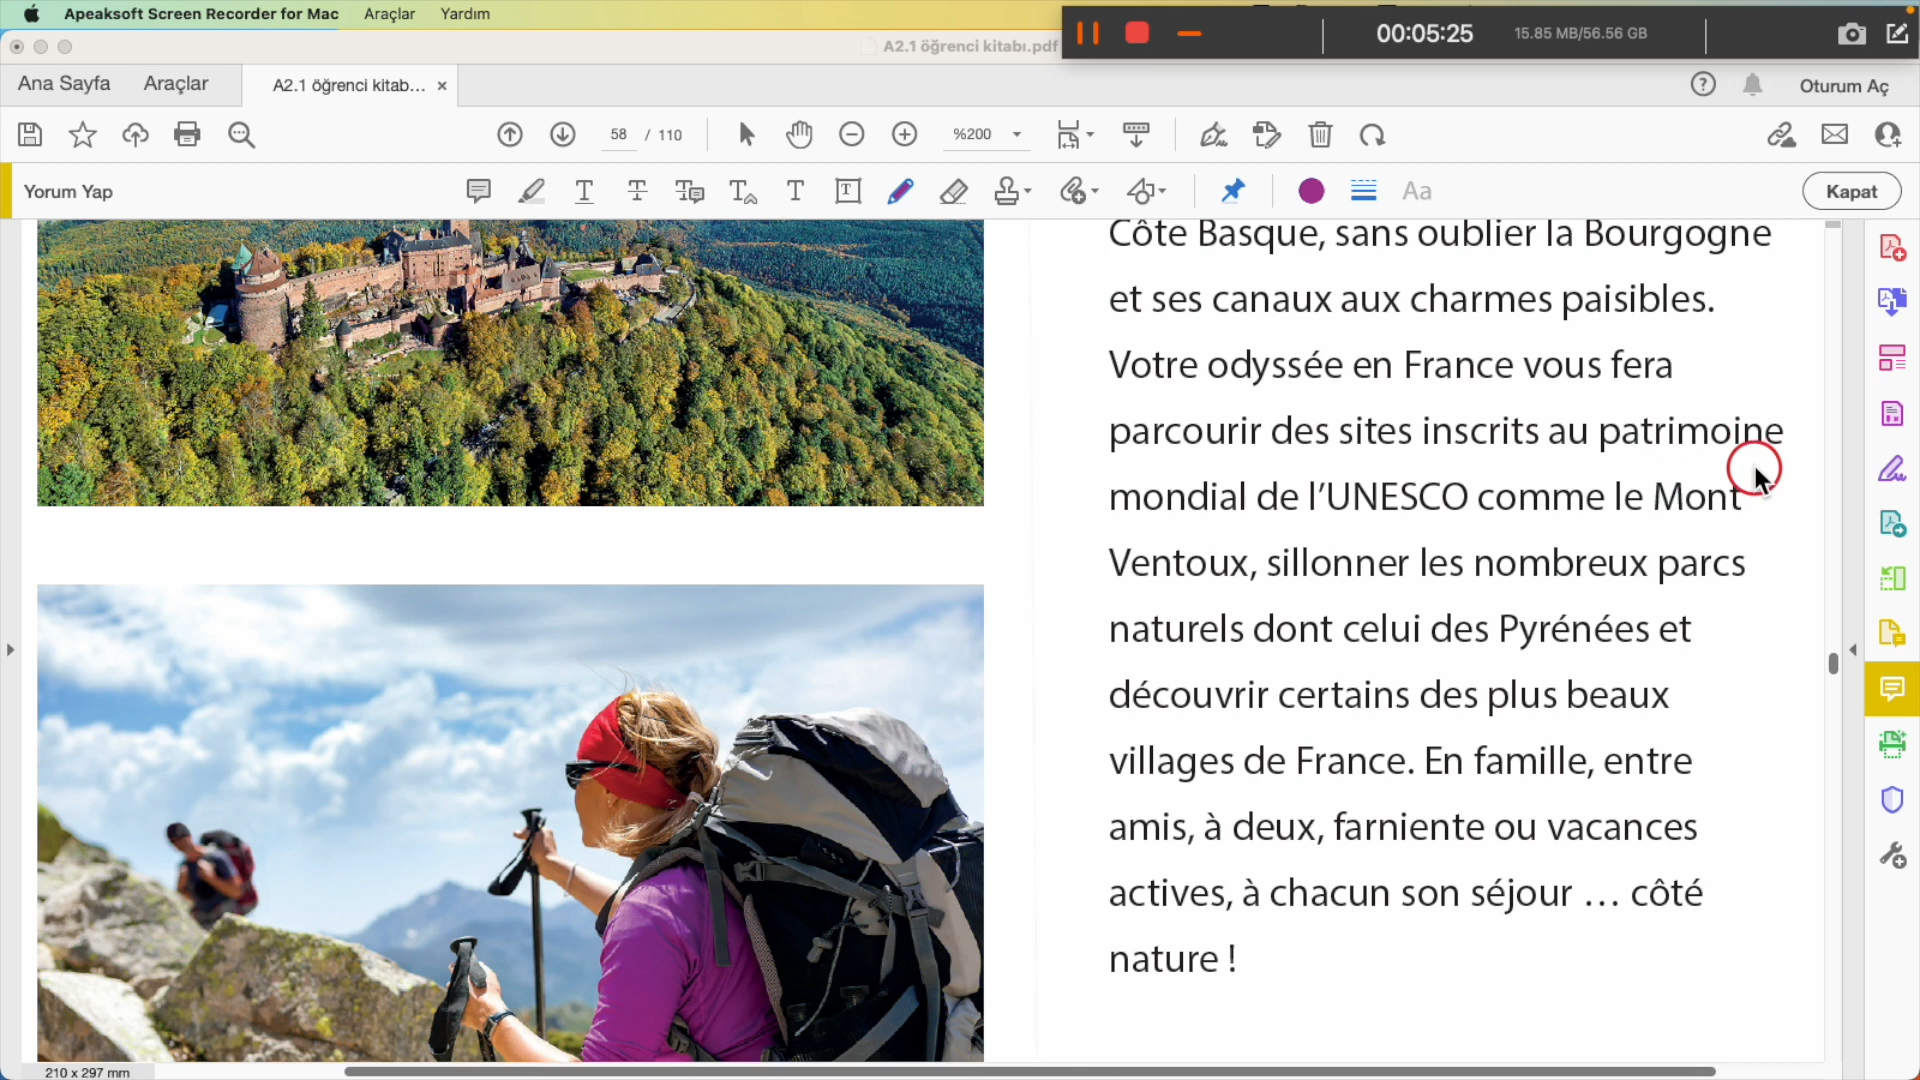 Apeaksoft Screen Recorder for Mac Araçlar Yardım
00:05:25 15.85 MB/56.56 GB
A2.1 öğrenci kitabı.pdf
Ana Sayfa Araçlar A2.1 öğrenci kitab... × Oturum Aç
58 / 110 %200
Yorum Yap Aa Kapat
Côte Basque, sans oublier la Bourgogne
et ses canaux aux charmes paisibles.
Votre odyssée en France vous fera
parcourir des sites inscrits au patrimoine
mondial de l’UNESCO comme le Mont
Ventoux, sillonner les nombreux parcs
naturels dont celui des Pyrénées et
découvrir certains des plus beaux
villages de France. En famille, entre
amis, à deux, farniente ou vacances
actives, à chacun son séjour … côté
nature !
210 x 297 mm